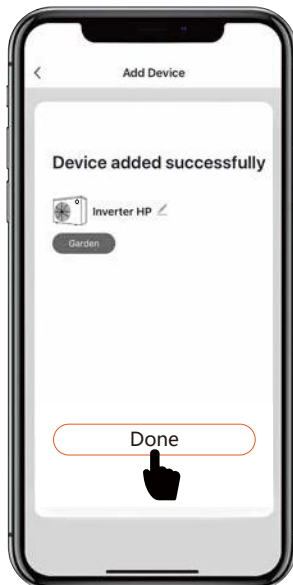 Add Device
Device added successfully
Inverter HP
Garden
Done